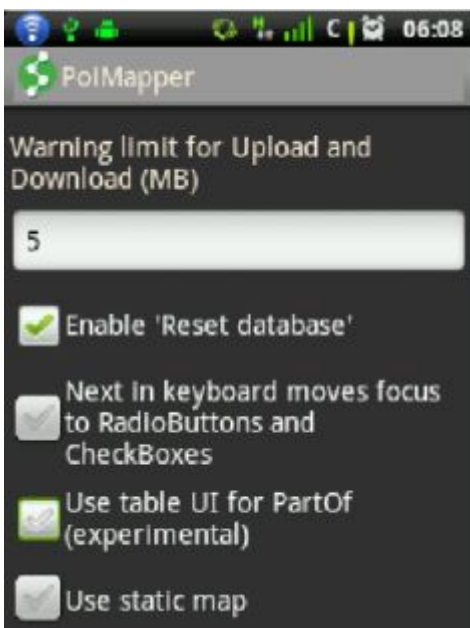 C 06:08
PoiMapper
Warning limit for Upload and
Download (MB)
5
Enable 'Reset database'
Next in keyboard moves focus
to RadioButtons and
CheckBoxes
Use table UI for PartOf
(experimental)
Use static map